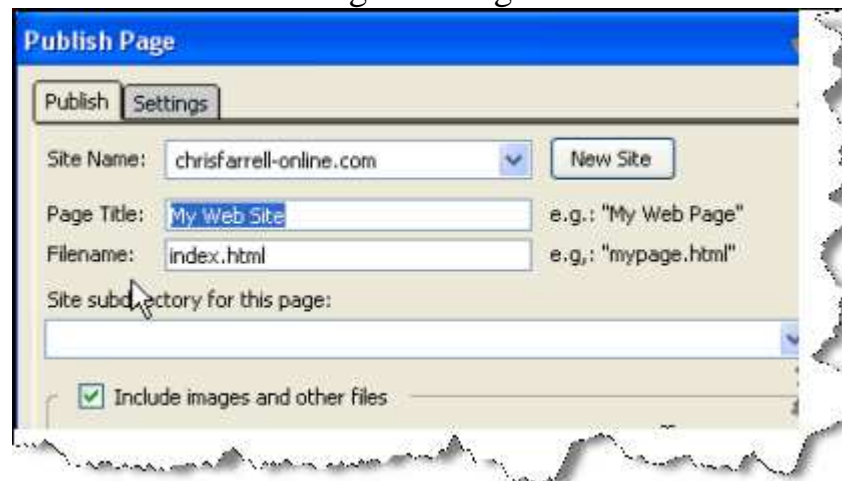 Publish Page
Publish Settings
Site Name: chrisfarrell-online.com New Site
Page Title: My Web Site e.g.: "My Web Page"
Filename: index.html e.g,: "mypage.html"
Site subdirectory for this page:
Include images and other files